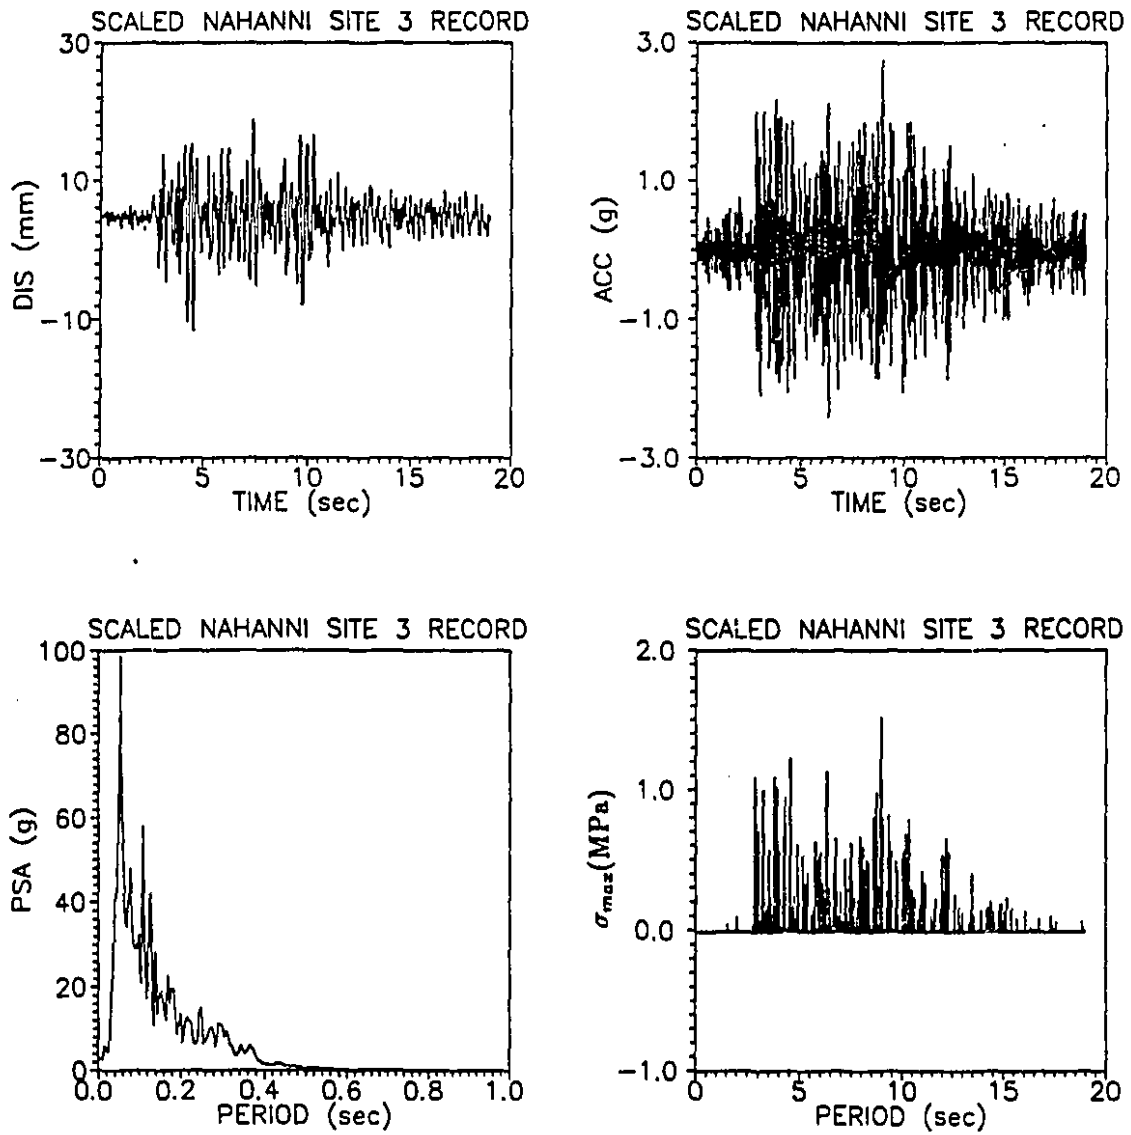 SCALED NAHANNI SITE 3 RECORD
30
10
-10
-30
DIS (mm)
0 5 10 15 20
TIME (sec)
SCALED NAHANNI SITE 3 RECORD
3.0
1.0
-1.0
-3.0
ACC (g)
0 5 10 15 20
TIME (sec)
SCALED NAHANNI SITE 3 RECORD
100
80
60
40
20
0
PSA (g)
0.0 0.2 0.4 0.6 0.8 1.0
PERIOD (sec)
SCALED NAHANNI SITE 3 RECORD
2.0
1.0
0.0
-1.0
σmax(MPa)
0 5 10 15 20
PERIOD (sec)